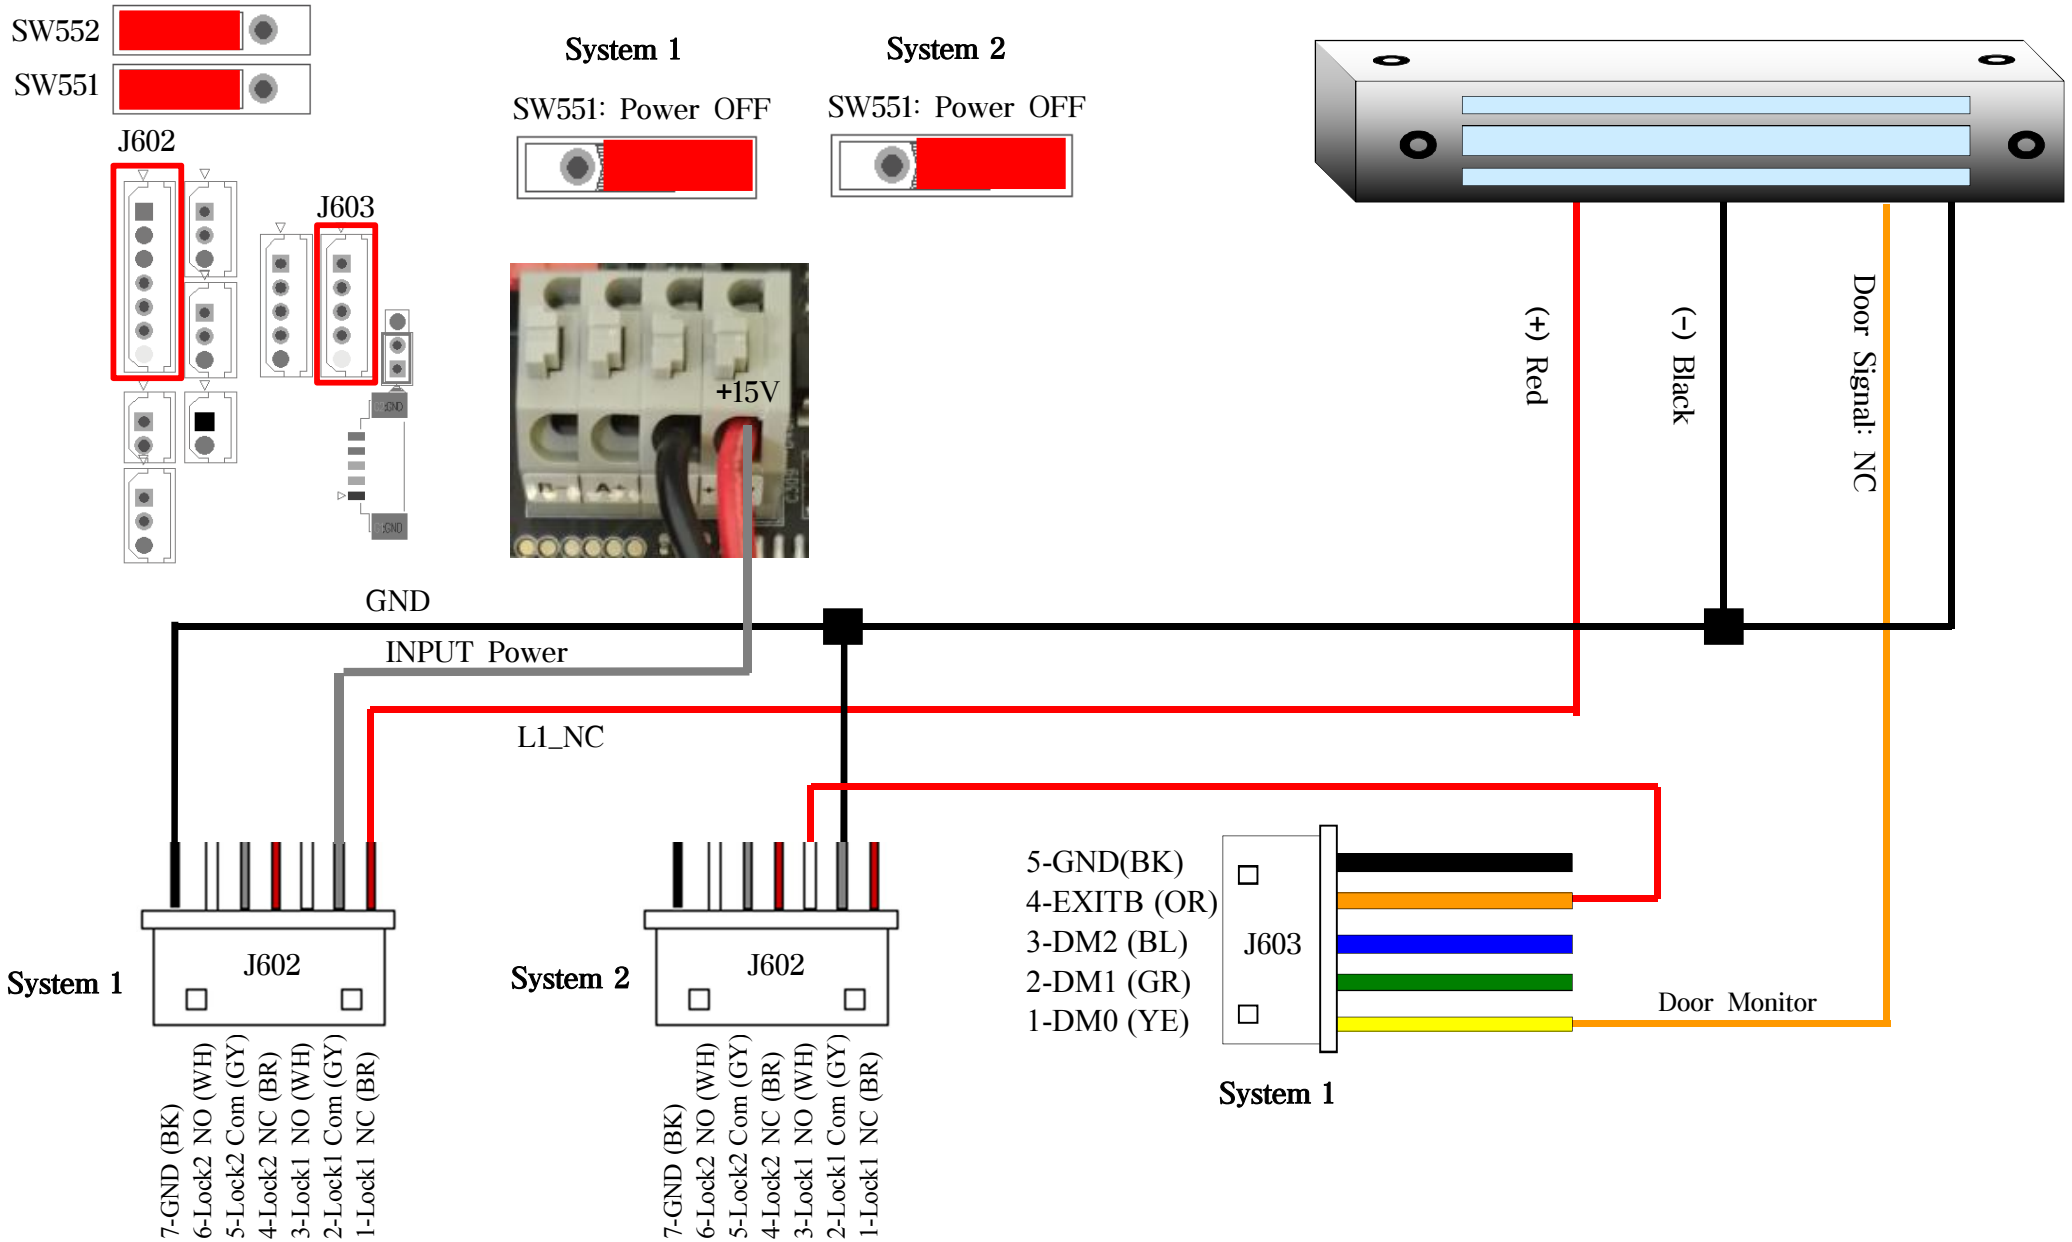 SW552
SW551
J602
J603
System 1
SW551: Power OFF
System 2
SW551: Power OFF
+15V
B-
A+
GND
GND
(+) Red
(-) Black
Door Signal: NC
GND
INPUT Power
L1_NC
J602
System 1
7-GND (BK)
6-Lock2 NO (WH)
5-Lock2 Com (GY)
4-Lock2 NC (BR)
3-Lock1 NO (WH)
2-Lock1 Com (GY)
1-Lock1 NC (BR)
J602
System 2
7-GND (BK)
6-Lock2 NO (WH)
5-Lock2 Com (GY)
4-Lock2 NC (BR)
3-Lock1 NO (WH)
2-Lock1 Com (GY)
1-Lock1 NC (BR)
5-GND(BK)
4-EXITB (OR)
3-DM2 (BL)
2-DM1 (GR)
1-DM0 (YE)
J603
Door Monitor
System 1